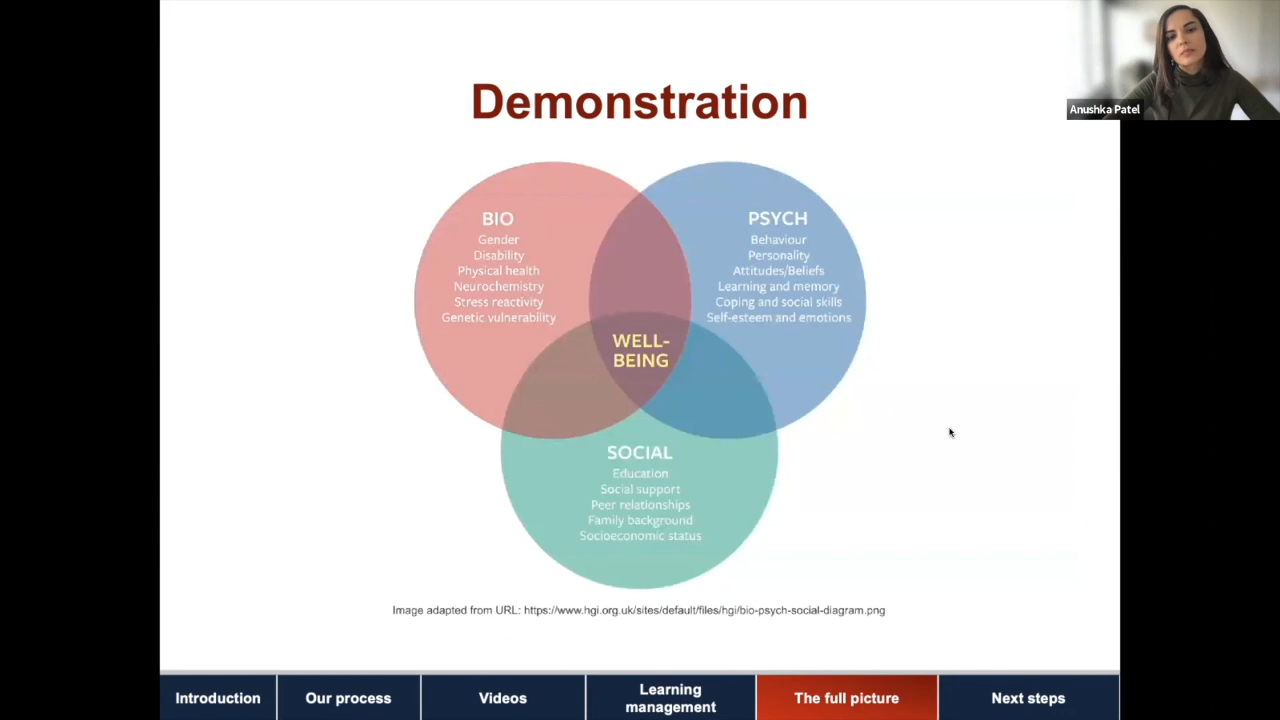 Demonstration
Anushka Patel
BIO
Gender
Disability
Physical health
Neurochemistry
Stress reactivity
Genetic vulnerability
PSYCH
Behaviour
Personality
Attitudes/Beliefs
Learning and memory
Coping and social skills
Self-esteem and emotions
WELL-
BEING
SOCIAL
Education
Social support
Peer relationships
Family background
Socioeconomic status
Image adapted from URL: https://www.hgi.org.uk/sites/default/files/hgi/bio-psych-social-diagram.png
Introduction
Our process
Videos
Learning
management
The full picture
Next steps